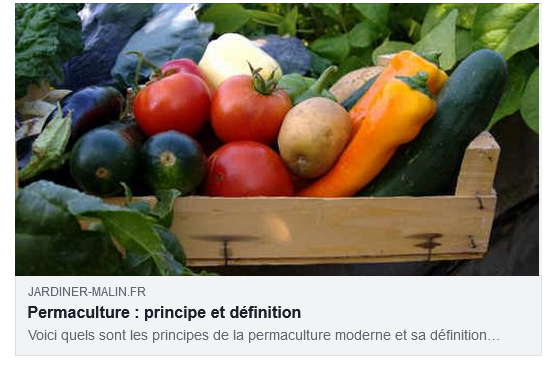 JARDINER-MALIN.FR
Permaculture : principe et définition
Voici quels sont les principes de la permaculture moderne et sa définition…